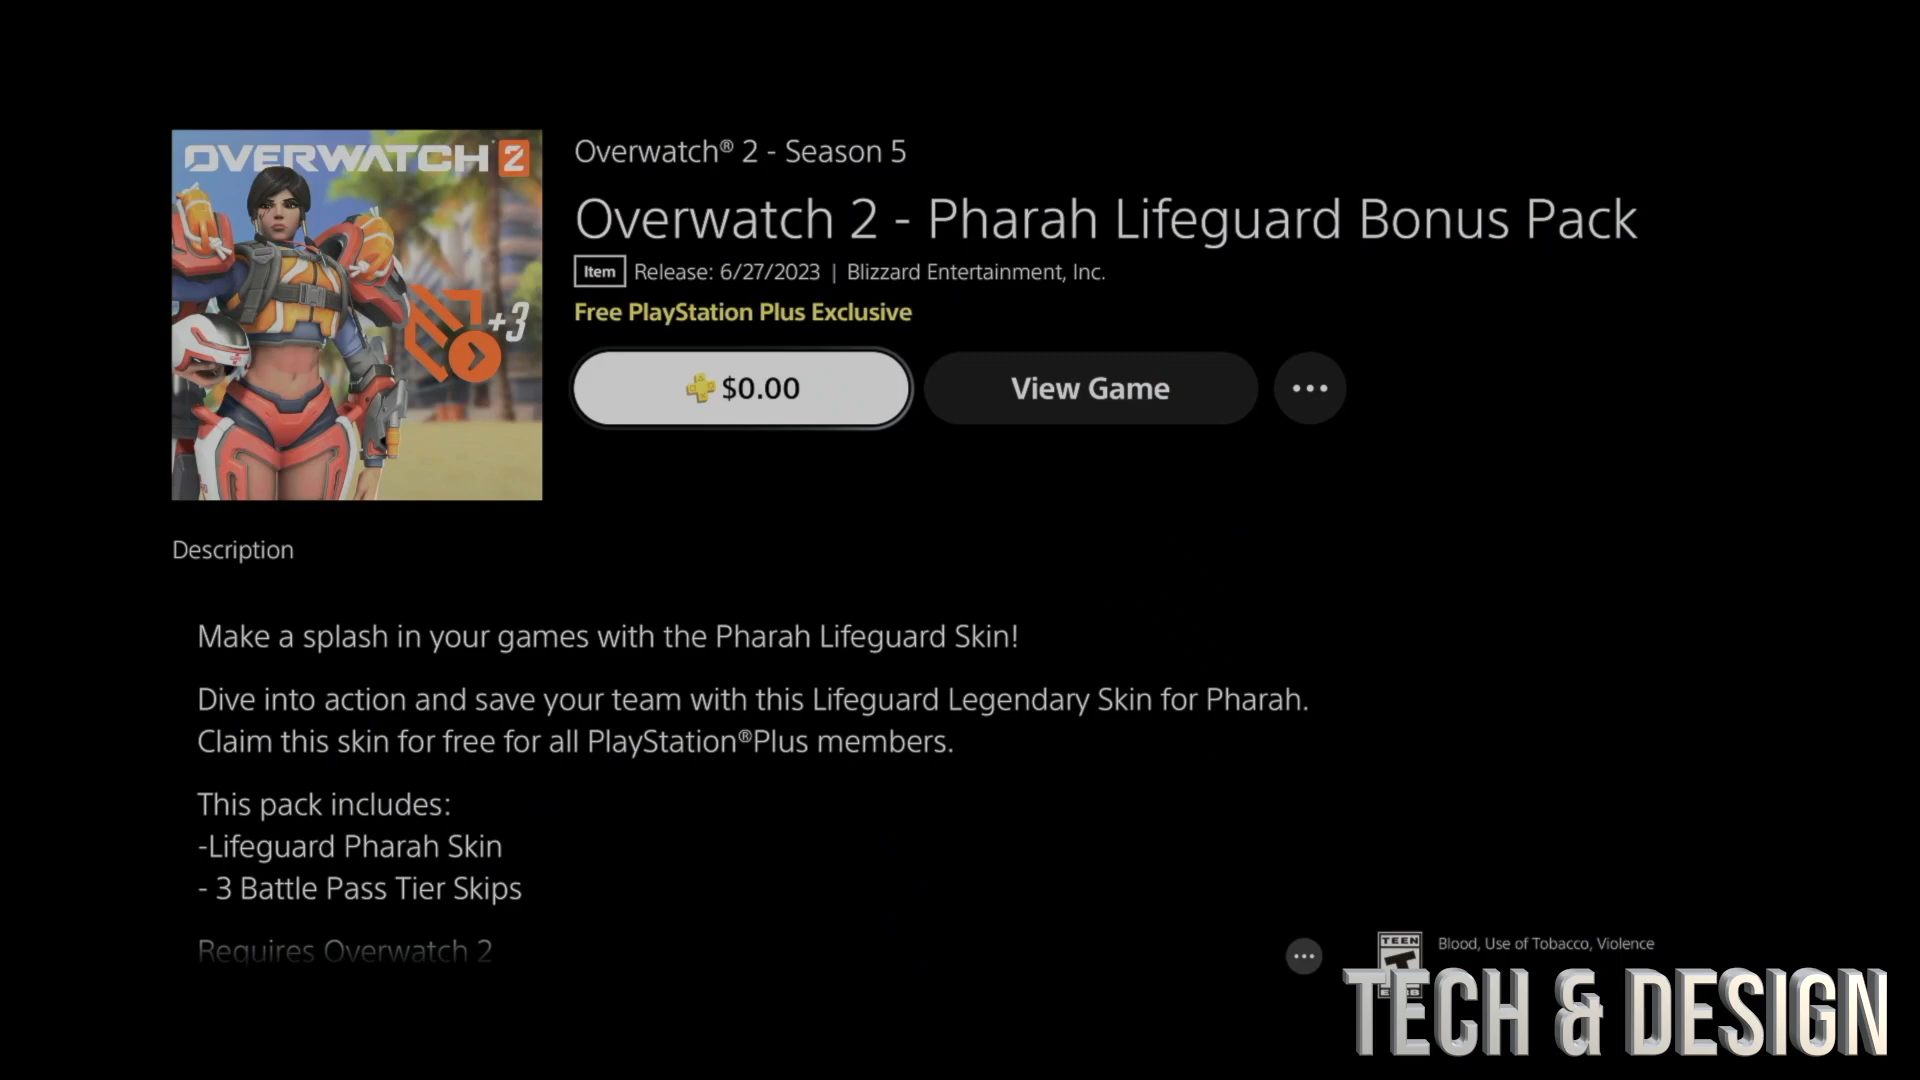 OVERWATCH 2
+3
Overwatch® 2 - Season 5
Overwatch 2 - Pharah Lifeguard Bonus Pack
Item Release: 6/27/2023 | Blizzard Entertainment, Inc.
Free PlayStation Plus Exclusive
$0.00 View Game
Description
Make a splash in your games with the Pharah Lifeguard Skin!
Dive into action and save your team with this Lifeguard Legendary Skin for Pharah.
Claim this skin for free for all PlayStation®Plus members.
This pack includes:
-Lifeguard Pharah Skin
- 3 Battle Pass Tier Skips
Requires Overwatch 2
TEEN
T
Blood, Use of Tobacco, Violence
TECH & DESIGN